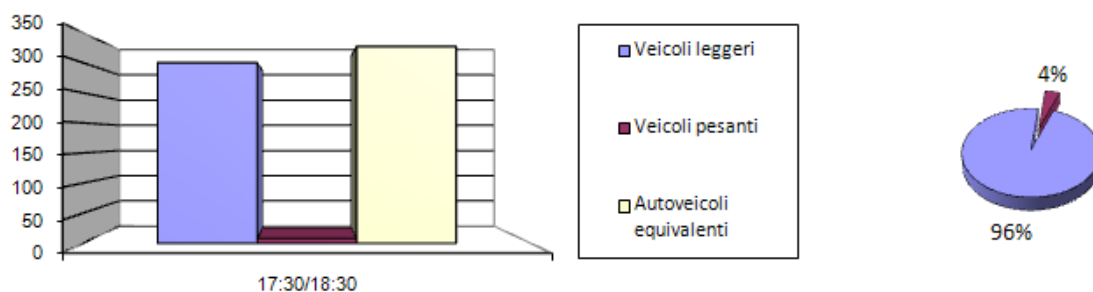 350
300
250
200
150
100
50
0
17:30/18:30
Veicoli leggeri
Veicoli pesanti
Autoveicoli
equivalenti
4%
96%